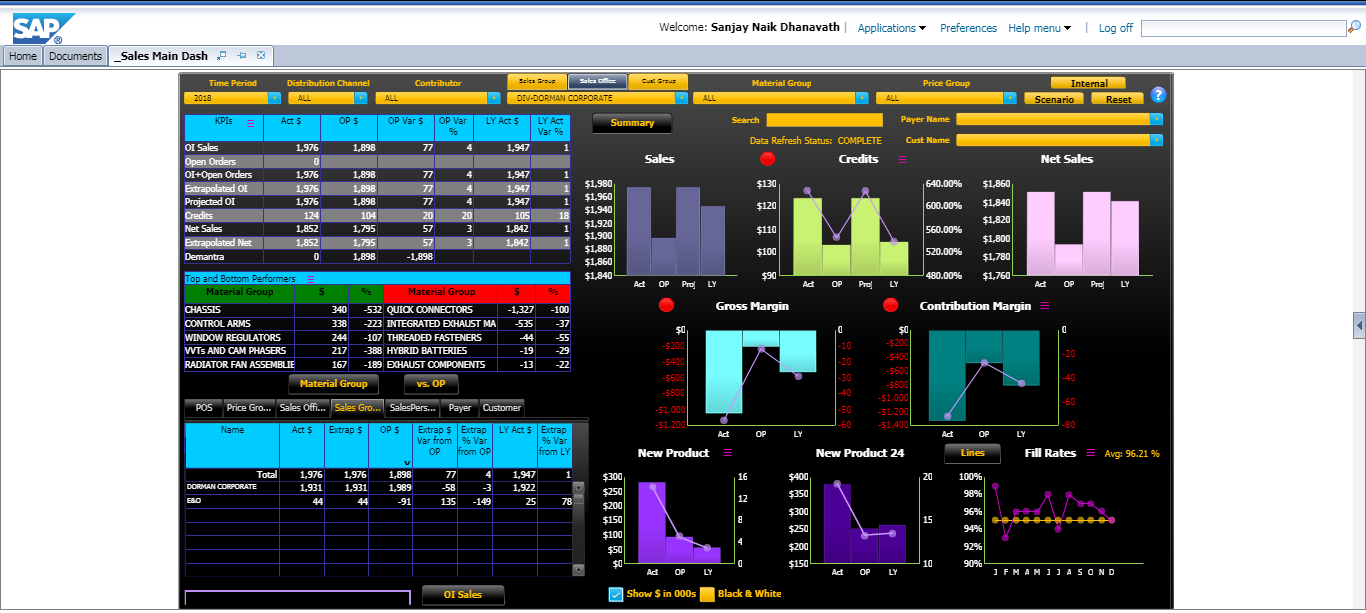 SAP ®
Welcome: Sanjay Naik Dhanavath | Applications Preferences Help menu | Log off
Home Documents _Sales Main Dash
Time Period Distribution Channel Contributor Sales Group Sales Office Cust Group Material Group Price Group Internal
2018 ALL ALL DIV-DORMAN CORPORATE ALL ALL Scenario Reset ?
KPIs Act $ OP $ OP Var $ OP Var % LY Act $ LY Act Var %
OI Sales 1,976 1,898 77 4 1,947 1
Open Orders 0
OI+Open Orders 1,976 1,898 77 4 1,947 1
Extrapolated OI 1,976 1,898 77 4 1,947 1
Projected OI 1,976 1,898 77 4 1,947 1
Credits 124 104 20 20 105 18
Net Sales 1,852 1,795 57 3 1,842 1
Extrapolated Net 1,852 1,795 57 3 1,842 1
Demantra 0 1,898 -1,898
Top and Bottom Performers
Material Group $ % Material Group $ %
CHASSIS 340 -532 QUICK CONNECTORS -1,327 -100
CONTROL ARMS 338 -223 INTEGRATED EXHAUST MA -535 -37
WINDOW REGULATORS 244 -107 THREADED FASTENERS -44 -55
VVTs AND CAM PHASERS 217 -388 HYBRID BATTERIES -19 -29
RADIATOR FAN ASSEMBLIE 167 -189 EXHAUST COMPONENTS -13 -22
Material Group vs. OP
POS Price Gro... Sales Offi... Sales Gro... SalesPers... Payer Customer
Name Act $ Extrap $ OP $ Extrap $ Var from OP Extrap % Var from OP LY Act $ Extrap % Var from LY
Total 1,976 1,976 1,898 77 4 1,947 1
DORMAN CORPORATE 1,931 1,931 1,989 -58 -3 1,922
E&O 44 44 -91 135 -149 25 78
OI Sales
Summary
Search
Payer Name
Data Refresh Status: COMPLETE
Cust Name
Sales
$1,980
$1,960
$1,940
$1,920
$1,900
$1,880
$1,860
$1,840
Act OP Proj LY
Credits
$130 640.00%
$120 600.00%
$110 560.00%
$100 520.00%
$90 480.00%
Act OP Proj LY
Net Sales
$1,860
$1,840
$1,820
$1,800
$1,780
$1,760
Act OP Proj LY
Gross Margin
$0 0
-$200 -10
-$400 -20
-$600 -30
-$800 -40
-$1,000 -50
-$1,200 -60
Act OP LY
Contribution Margin
$0 0
-$200
-$400 -20
-$600
-$800 -40
-$1,000
-$1,200 -60
-$1,400 -80
Act OP LY
New Product
$300 16
$250
$200 12
$150 8
$100
$50 4
$0 0
Act OP LY
New Product 24
$400 20
$350
$300 15
$250
$200
$150 10
Act OP LY
Lines Fill Rates Avg: 96.21 %
100%
98%
96%
94%
92%
90%
J F M A M J J A S O N D
Show $ in 000s Black & White